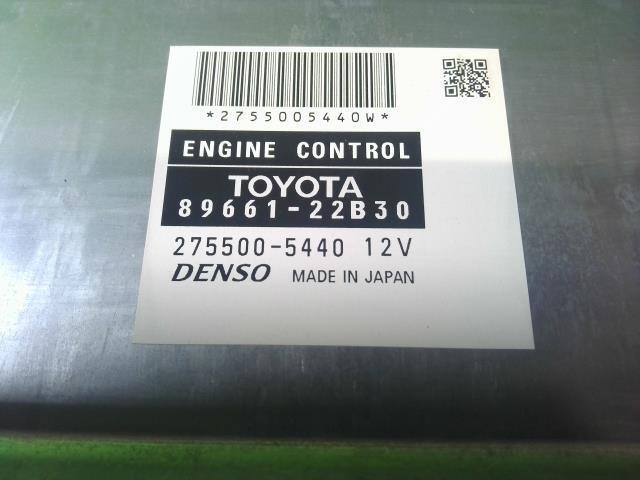 *2755005440W*
ENGINE CONTROL
TOYOTA
89661-22B30
275500-5440 12V
DENSO MADE IN JAPAN